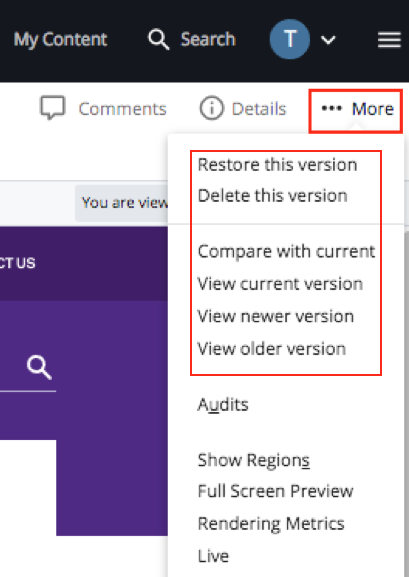 My Content Search T
Comments Details ••• More
Restore this version
Delete this version
You are view
Compare with current
CT US
View current version
View newer version
View older version
Audits
Show Regions
Full Screen Preview
Rendering Metrics
Live